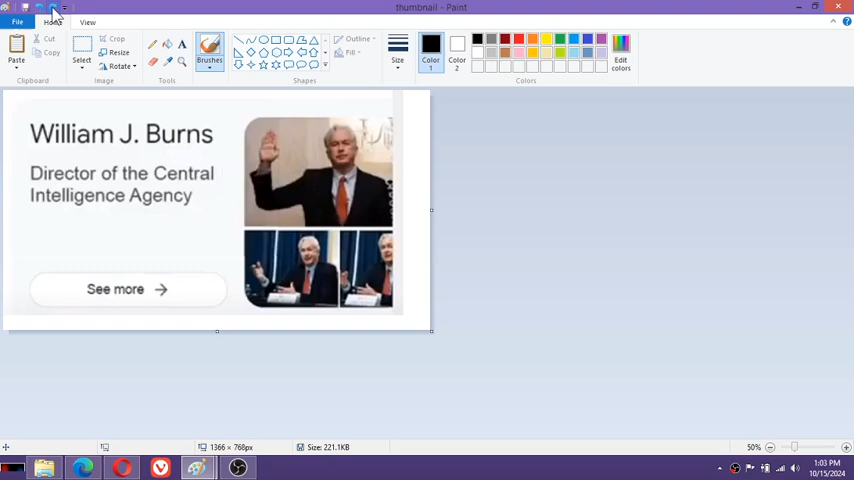 thumbnail - Paint
File
Home
View
Paste
Cut
Copy
Clipboard
Select
Crop
Resize
Rotate
Image
Tools
Brushes
Shapes
Outline
Fill
Size
Color 1
Color 2
Edit colors
Colors
William J. Burns
Director of the Central
Intelligence Agency
See more
1366 × 768px
Size: 221.1KB
50%
1:03 PM
10/15/2024